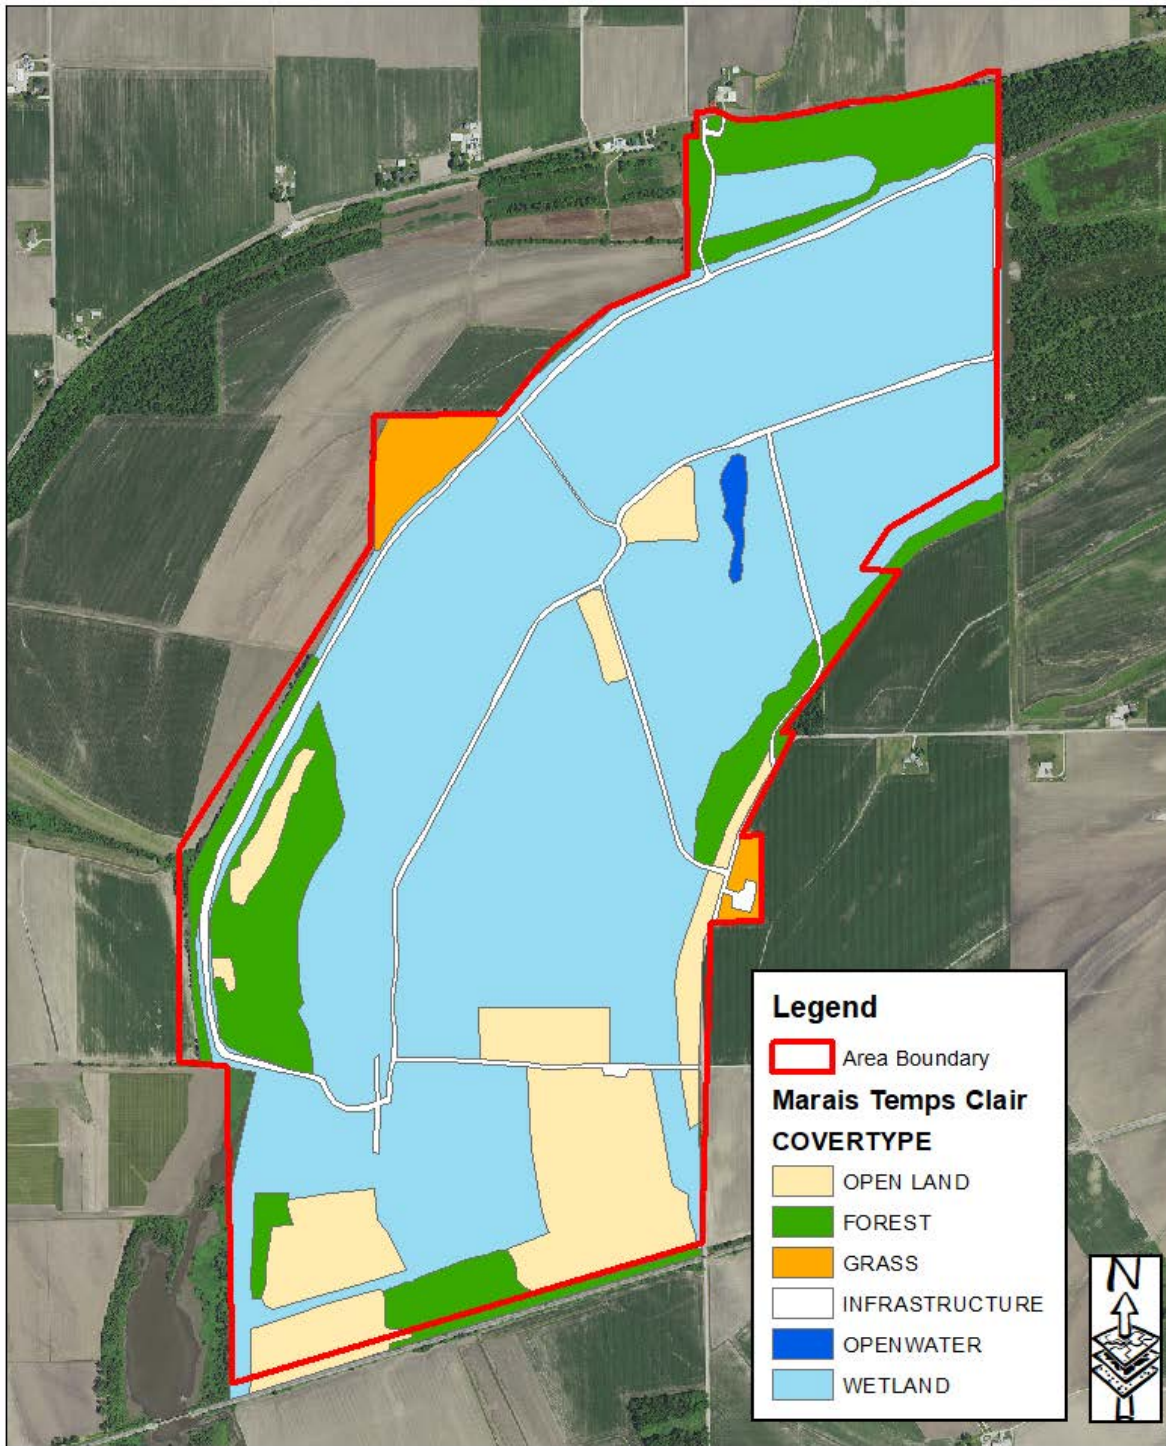 Legend
Area Boundary
Marais Temps Clair
COVERTYPE
OPEN LAND
FOREST
GRASS
INFRASTRUCTURE
OPENWATER
WETLAND
N